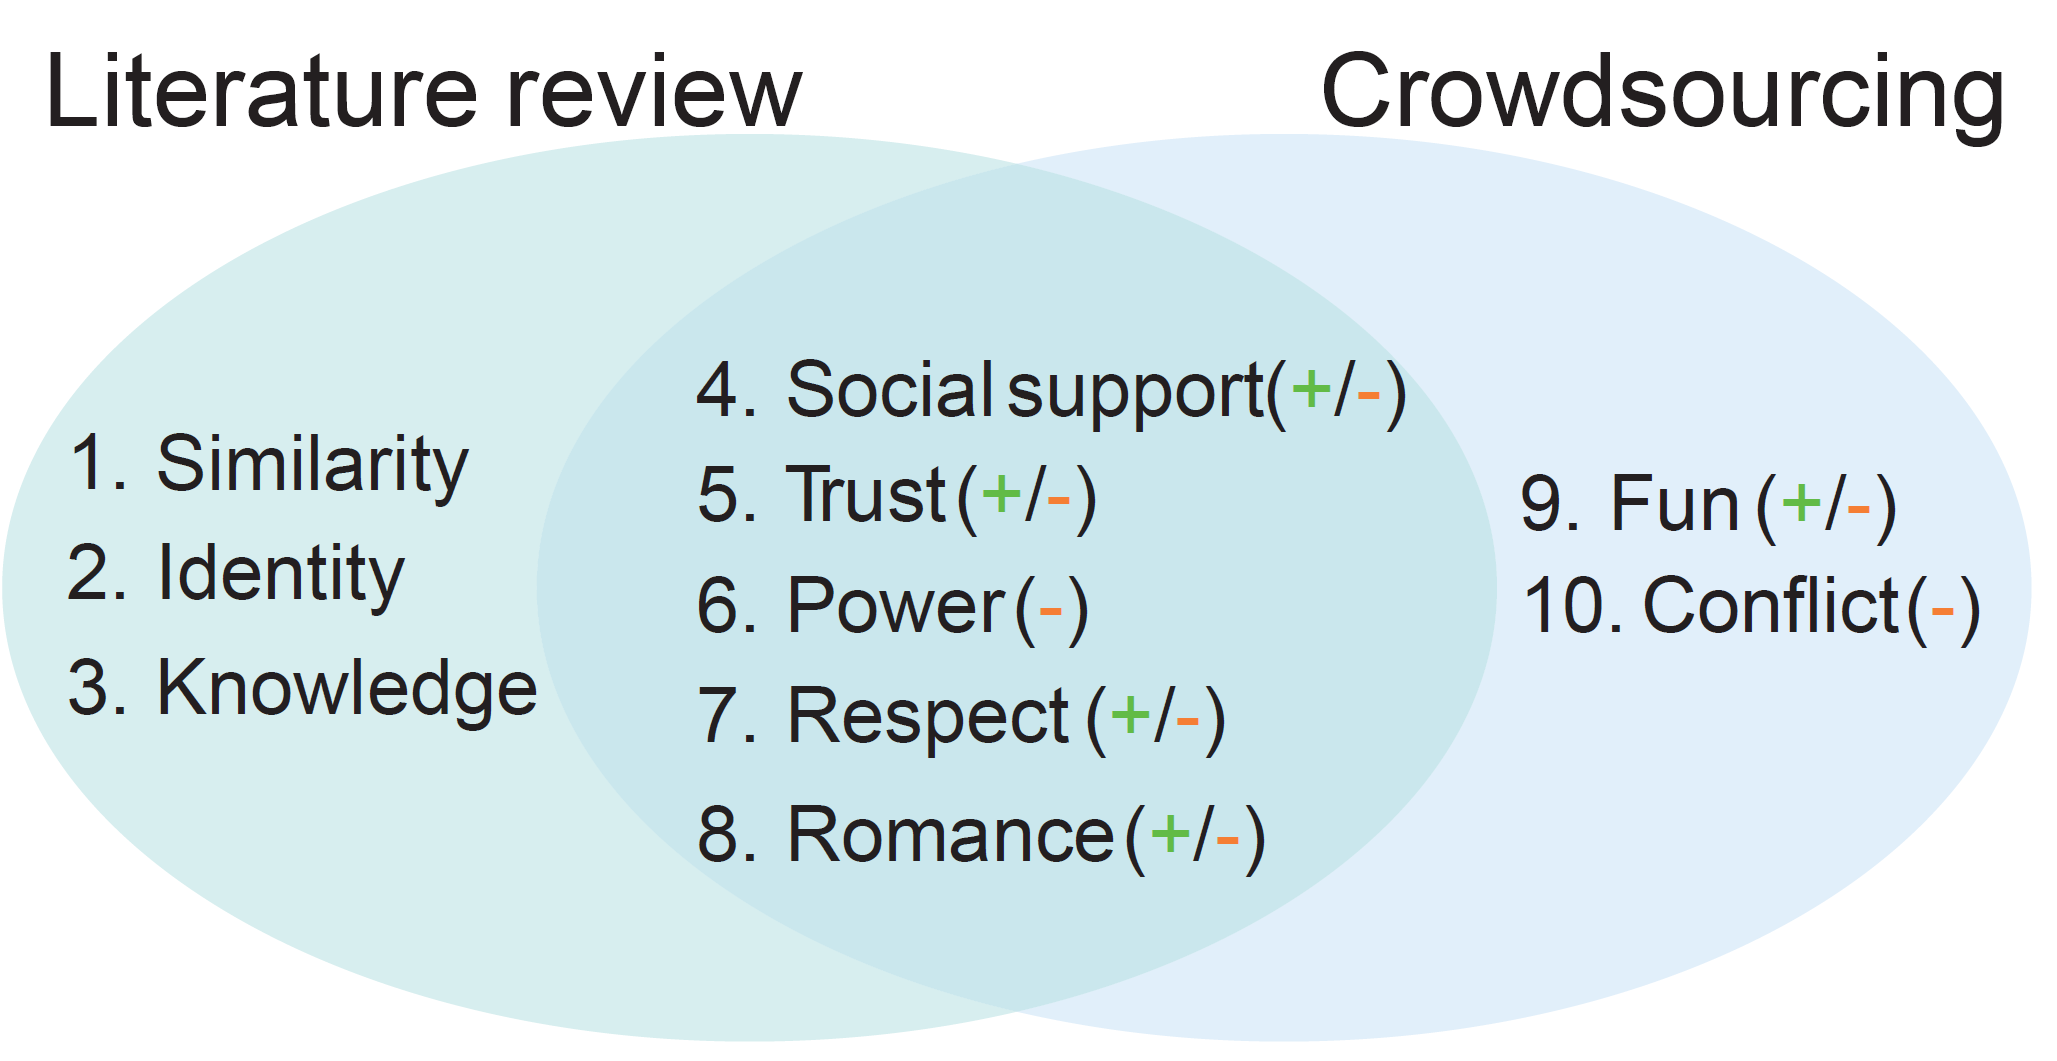 Literature review
Crowdsourcing
1. Similarity
2. Identity
3. Knowledge
4. Social support(+/-)
5. Trust (+/-)
6. Power (-)
7. Respect (+/-)
8. Romance (+/-)
9. Fun (+/-)
10. Conflict (-)